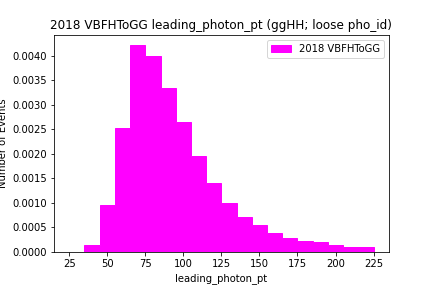 2018 VBFHToGG leading_photon_pt (ggHH; loose pho_id)
2018 VBFHToGG
0.0040
0.0035
0.0030
0.0025
0.0020
0.0015
0.0010
0.0005
0.0000
Number of Events
25 50 75 100 125 150 175 200 225
leading_photon_pt